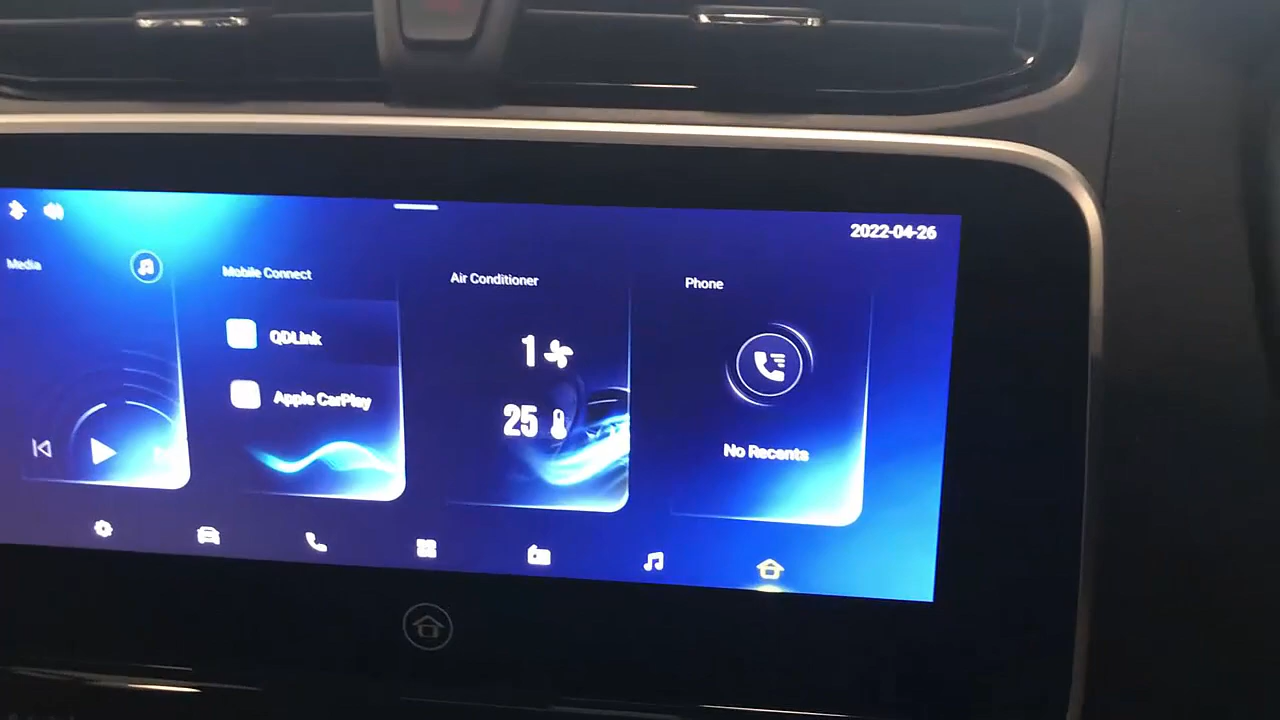 2022-04-26
Media
Mobile Connect
QDLink
Apple CarPlay
Air Conditioner
1
25
Phone
No Recents